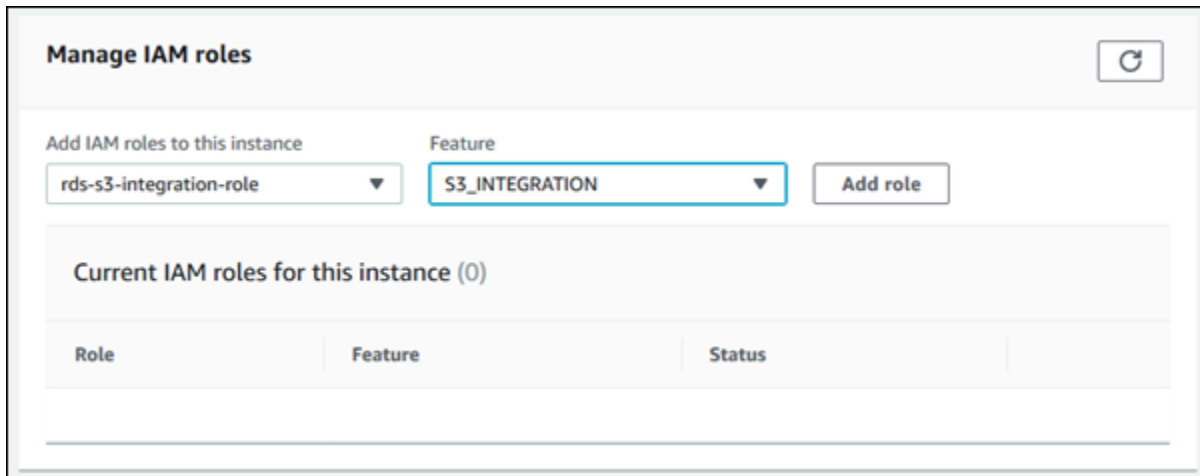 Manage IAM roles
Add IAM roles to this instance Feature
rds-s3-integration-role S3_INTEGRATION Add role
Current IAM roles for this instance (0)
Role Feature Status